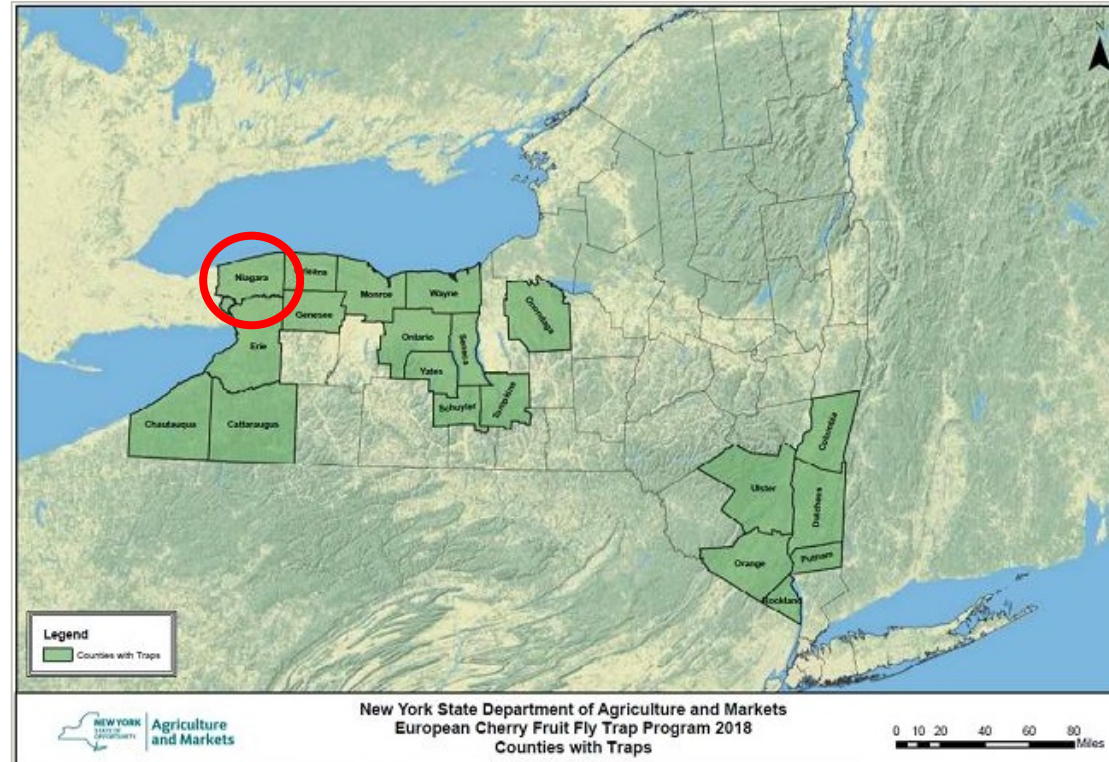 N
Niagara
Orleans
Monroe
Wayne
Genesee
Onondaga
Ontario
Seneca
Erie
Yates
Schuyler
Tompkins
Chautauqua
Cattaraugus
Columbia
Ulster
Dutchess
Orange
Putnam
Rockland
Legend
Counties with Traps
NEW YORK
STATE OF
OPPORTUNITY
Agriculture
and Markets
New York State Department of Agriculture and Markets
European Cherry Fruit Fly Trap Program 2018
Counties with Traps
0 10 20 40 60 80
Miles